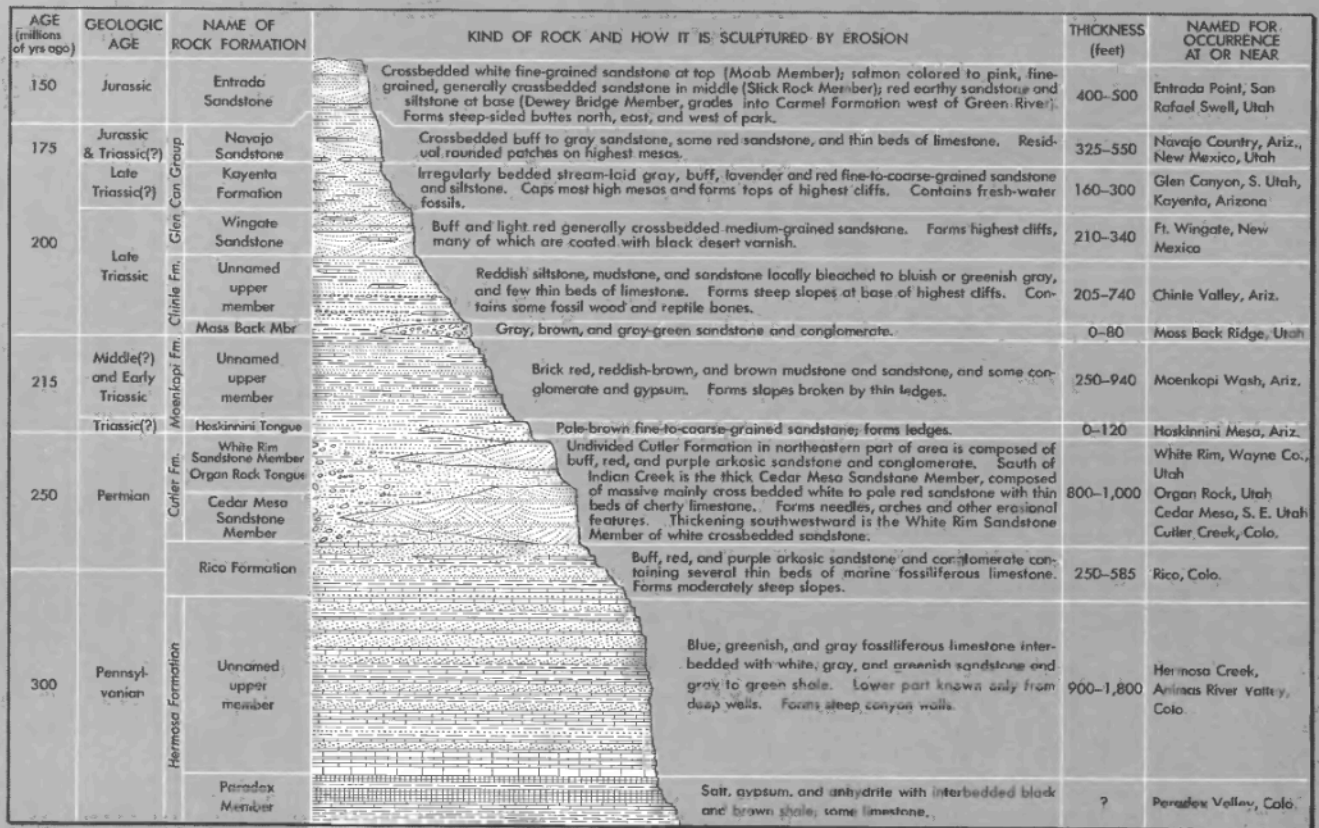 AGE
(millions
of yrs ago)
GEOLOGIC
AGE
NAME OF
ROCK FORMATION
KIND OF ROCK AND HOW IT IS SCULPTURED BY EROSION
THICKNESS
(feet)
NAMED FOR
OCCURRENCE
AT OR NEAR
150
Jurassic
Entrada
Sandstone
Crossbedded white fine-grained sandstone at top (Moab Member); salmon colored to pink, fine-
grained, generally crossbedded sandstone in middle (Slick Rock Member); red earthy sandstone and
siltstone at base (Dewey Bridge Member, grades into Carmel Formation west of Green River).
Forms steep-sided buttes north, east, and west of park.
400–500
Entrada Point, San
Rafael Swell, Utah
175
Jurassic
& Triassic(?)
Glen Can Group
Navajo
Sandstone
Crossbedded buff to gray sandstone, some red sandstone, and thin beds of limestone. Resid-
ual rounded patches on highest mesas.
325–550
Navajo Country, Ariz.,
New Mexico, Utah
Late
Triassic(?)
Kayenta
Formation
Irregularly bedded stream-laid gray, buff, lavender and red fine-to-coarse-grained sandstone
and siltstone. Caps most high mesas and forms tops of highest cliffs. Contains fresh-water
fossils.
160–300
Glen Canyon, S. Utah,
Kayenta, Arizona
200
Late
Triassic
Wingate
Sandstone
Buff and light red generally crossbedded medium-grained sandstone. Forms highest cliffs,
many of which are coated with black desert varnish.
210–340
Ft. Wingate, New
Mexico
Chinle Fm.
Unnamed
upper
member
Reddish siltstone, mudstone, and sandstone locally bleached to bluish or greenish gray,
and few thin beds of limestone. Forms steep slopes at base of highest cliffs. Con-
tains some fossil wood and reptile bones.
205–740
Chinle Valley, Ariz.
Moss Back Mbr
Gray, brown, and gray-green sandstone and conglomerate.
0–80
Moss Back Ridge, Utah
215
Middle(?)
and Early
Triassic
Moenkopi Fm.
Unnamed
upper
member
Brick red, reddish-brown, and brown mudstone and sandstone, and some con-
glomerate and gypsum. Forms slopes broken by thin ledges.
250–940
Moenkopi Wash, Ariz.
Triassic(?)
Hoskinnini Tongue
Pale-brown fine-to-coarse-grained sandstone; forms ledges.
0–120
Hoskinnini Mesa, Ariz.
250
Permian
Cutler Fm.
White Rim
Sandstone Member
Organ Rock Tongue
Cedar Mesa
Sandstone
Member
Undivided Cutler Formation in northeastern part of area is composed of
buff, red, and purple arkosic sandstone and conglomerate. South of
Indian Creek is the thick Cedar Mesa Sandstone Member, composed
of massive mainly cross bedded white to pale red sandstone with thin
beds of cherty limestone. Forms needles, arches and other erosional
features. Thickening southwestward is the White Rim Sandstone
Member of white crossbedded sandstone.
800–1,000
White Rim, Wayne Co.,
Utah
Organ Rock, Utah
Cedar Mesa, S. E. Utah
Cutler Creek, Colo.
Rico Formation
Buff, red, and purple arkosic sandstone and conglomerate con-
taining several thin beds of marine fossiliferous limestone.
Forms moderately steep slopes.
250–585
Rico, Colo.
300
Pennsyl-
vanian
Hermosa Formation
Unnamed
upper
member
Blue, greenish, and gray fossiliferous limestone inter-
bedded with white, gray, and greenish sandstone and
gray to green shale. Lower part known only from
deep wells. Forms steep canyon walls.
900–1,800
Hermosa Creek,
Animas River Valley,
Colo.
Paradox
Member
Salt, gypsum, and anhydrite with interbedded black
and brown shale; some limestone.
?
Paradox Valley, Colo.